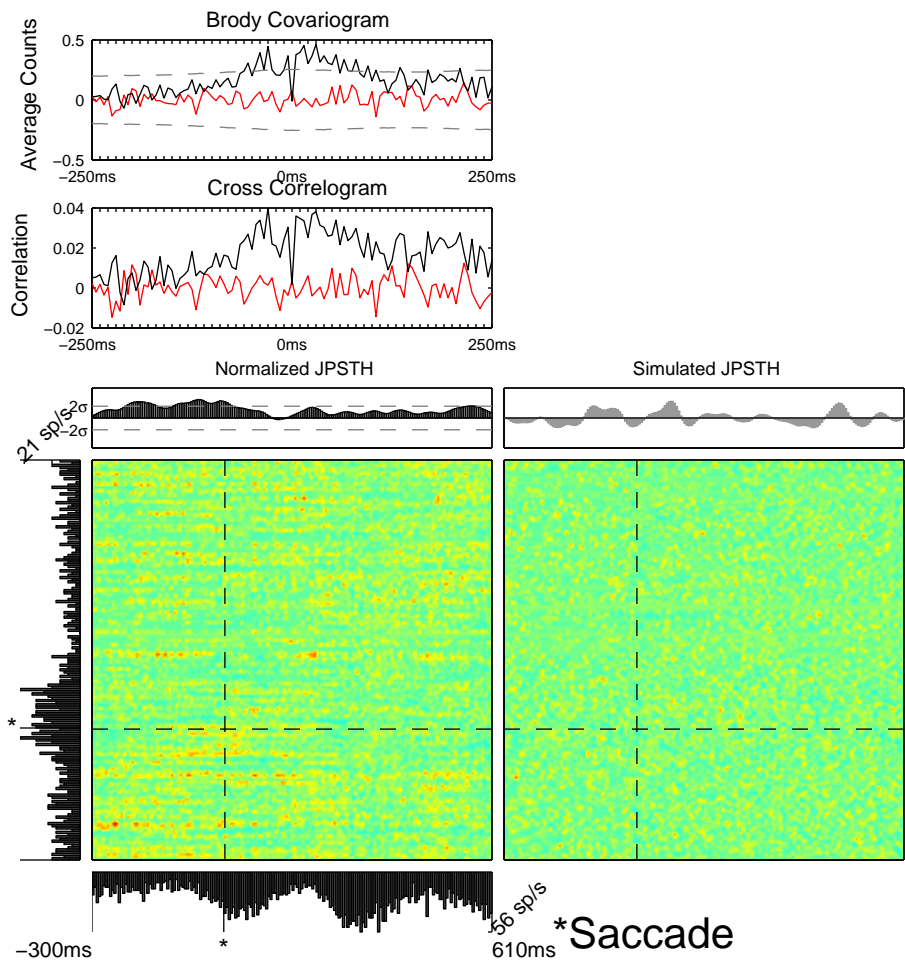 Brody Covariogram
Average Counts
0.5
0
−0.5
−250ms
0ms
250ms
Cross Correlogram
Correlation
0.04
0.02
0
−0.02
−250ms
0ms
250ms
Normalized JPSTH
Simulated JPSTH
21 sp/s
2σ
−2σ
*
*
56 sp/s
−300ms
610ms
*Saccade